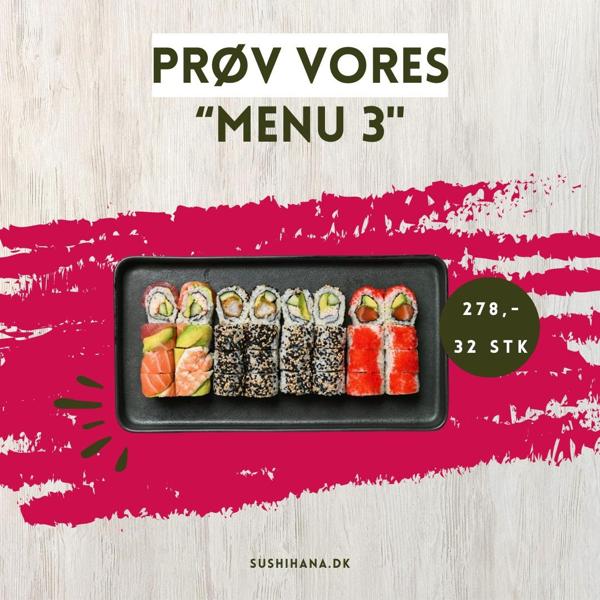 PRØV VORES
“MENU 3"
278,-
32 STK
SUSHIHANA.DK